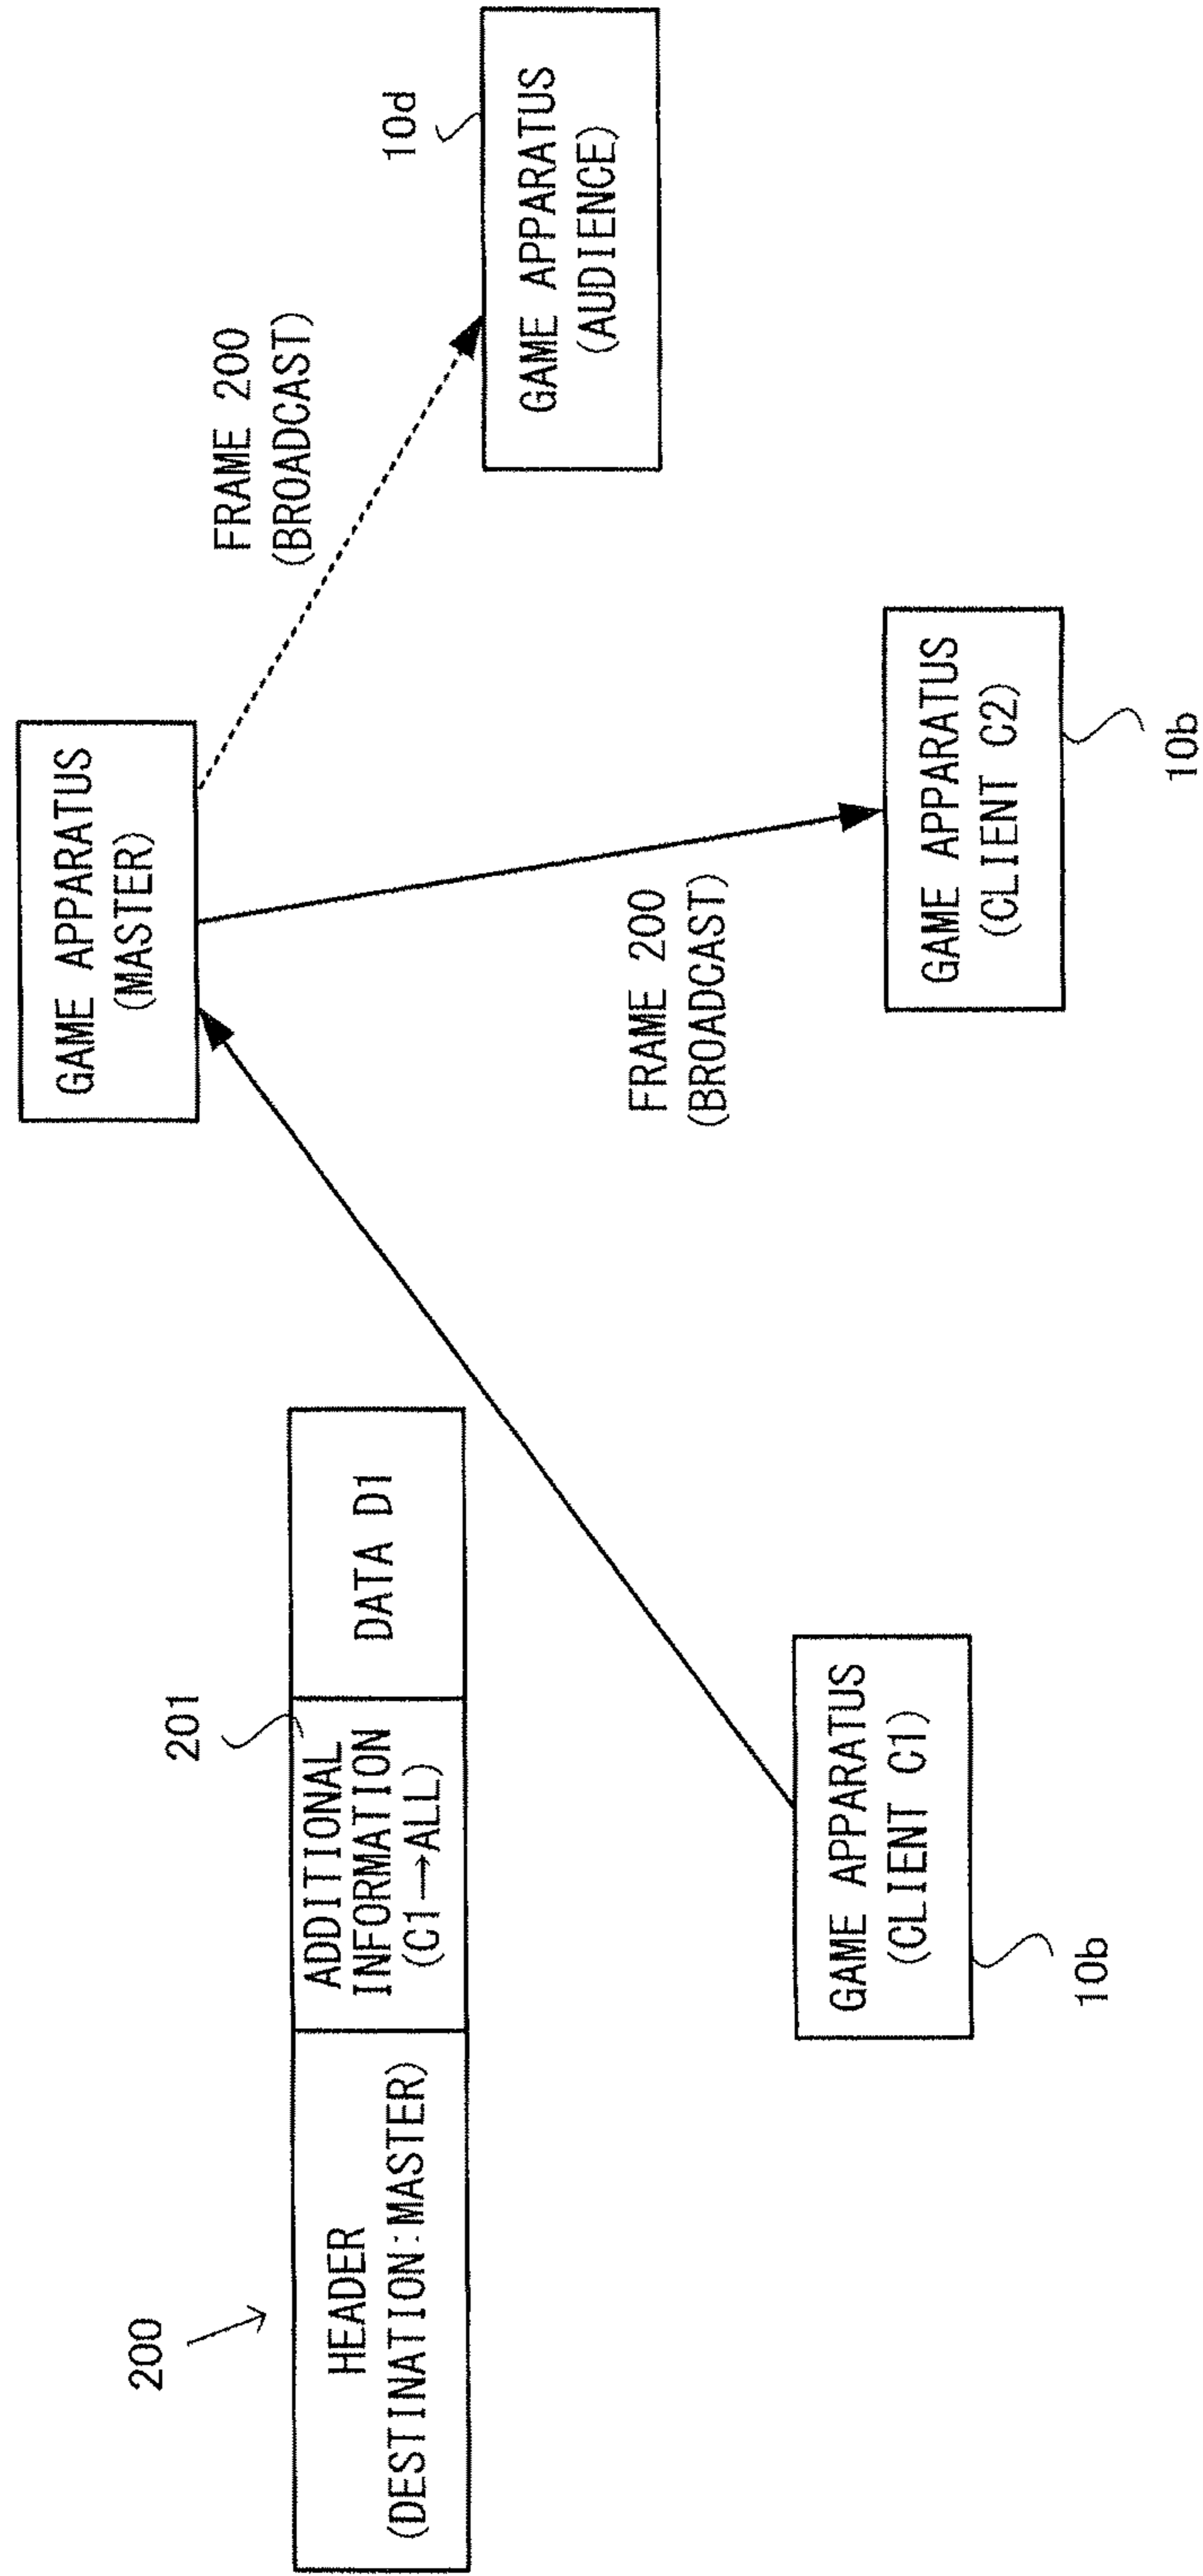 200
HEADER
(DESTINATION:MASTER)
201
ADDITIONAL
INFORMATION
(C1→ALL)
DATA D1
GAME APPARATUS
(MASTER)
FRAME 200
(BROADCAST)
10d
GAME APPARATUS
(AUDIENCE)
FRAME 200
(BROADCAST)
GAME APPARATUS
(CLIENT C1)
10b
GAME APPARATUS
(CLIENT C2)
10b